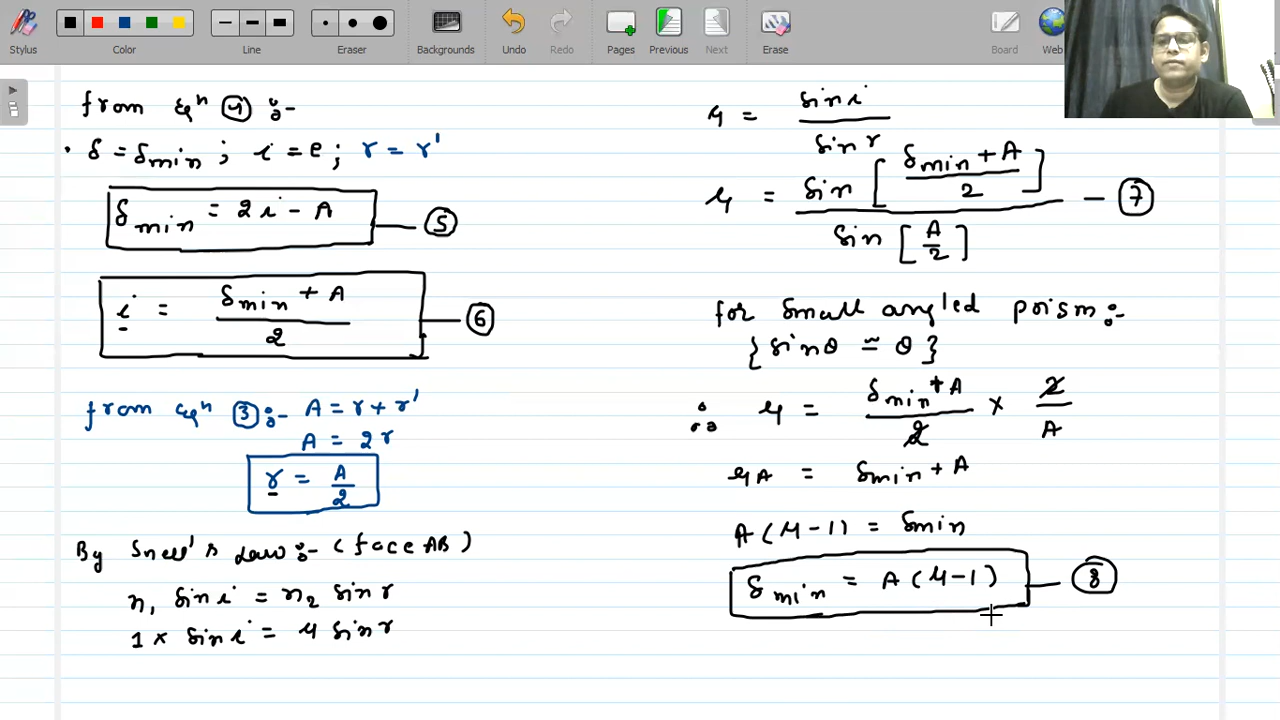 Stylus Color Line Eraser Backgrounds Undo Redo Pages Previous Next Erase Board Web
from eqⁿ ④ :-
• δ = δmin ; i = e ; r = r'
δmin = 2i - A — ⑤
i = (δmin + A)/2 — ⑥
from eqⁿ ③ :- A = r + r'
A = 2r
r = A/2
By Snell's Law :- (face AB)
n₁ sin i = n₂ sin r
1 × sin i = μ sin r
μ = sin i / sin r
μ = sin [(δmin + A)/2] / sin [A/2] — ⑦
for small angled prism :-
{ sinθ ≃ θ }
∴ μ = (δmin + A)/2 × 2/A
μA = δmin + A
A(μ-1) = δmin
δmin = A(μ-1) — ⑧